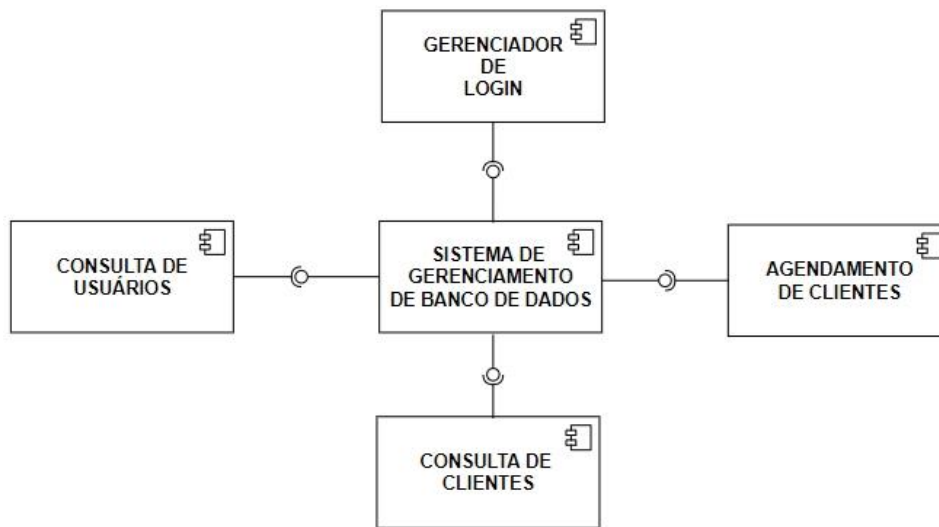 GERENCIADOR
DE
LOGIN
CONSULTA DE
USUÁRIOS
SISTEMA DE
GERENCIAMENTO
DE BANCO DE DADOS
AGENDAMENTO
DE CLIENTES
CONSULTA DE
CLIENTES